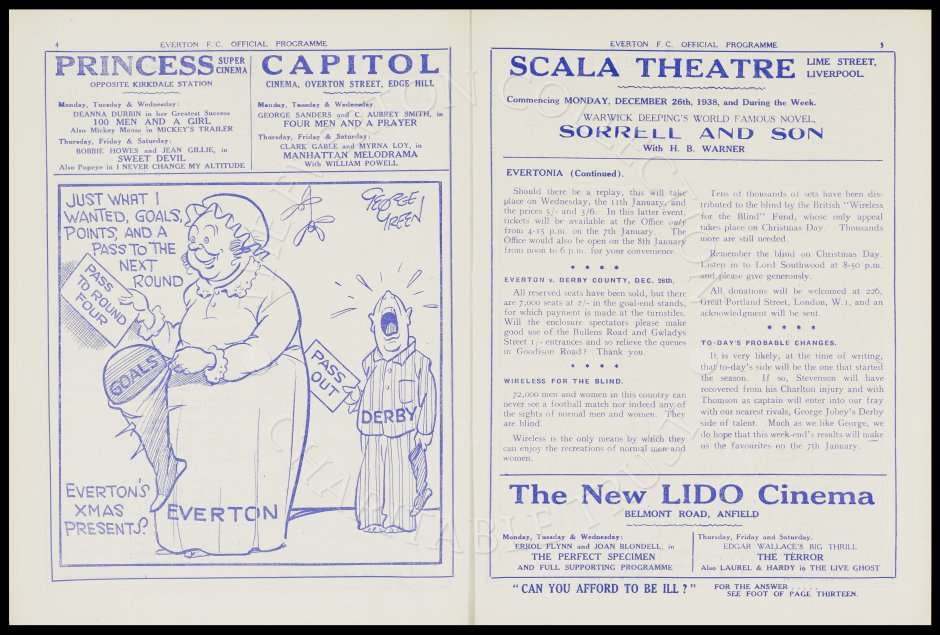 4
EVERTON F.C. OFFICIAL PROGRAMME
PRINCESS SUPER CINEMA
OPPOSITE KIRKDALE STATION
Monday, Tuesday & Wednesday:
DEANNA DURBIN in her Greatest Success
100 MEN AND A GIRL
Also Mickey Mouse in MICKEY'S TRAILER
Thursday, Friday & Saturday:
BOBBIE HOWES and JEAN GILLIE, in
SWEET DEVIL
Also Popeye in I NEVER CHANGE MY ALTITUDE
CAPITOL
CINEMA, OVERTON STREET, EDGE HILL
Monday, Tuesday & Wednesday.
GEORGE SANDERS and C. AUBREY SMITH, in
FOUR MEN AND A PRAYER
Thursday, Friday & Saturday:
CLARK GABLE and MYRNA LOY, in
MANHATTAN MELODRAMA
With WILLIAM POWELL
JUST WHAT I
WANTED, GOALS,
POINTS, AND A
PASS TO THE
NEXT
ROUND
GEORGE
GREEN
PASS
TO ROUND
FOUR
GOALS
PASS
OUT
DERBY
EVERTON
EVERTON'S
XMAS
PRESENTS?
EVERTON F.C. OFFICIAL PROGRAMME
5
SCALA THEATRE LIME STREET, LIVERPOOL.
Commencing MONDAY, DECEMBER 26th, 1938, and During the Week.
WARWICK DEEPING'S WORLD FAMOUS NOVEL,
SORRELL AND SON
With H. B. WARNER
EVERTONIA (Continued).
Should there be a replay, this will take
place on Wednesday, the 11th January, and
the prices 5/- and 3/6. In this latter event,
tickets will be available at the Office only
from 4-15 p.m. on the 7th January. The
Office would also be open on the 8th January
from noon to 6 p.m. for your convenience.
* * * *
EVERTON v. DERBY COUNTY, DEC. 26th,
All reserved seats have been sold, but there
are 7,000 seats at 2/- in the goal-end stands,
for which payment is made at the turnstiles.
Will the enclosure spectators please make
good use of the Bullens Road and Gwladys
Street 1/- entrances and so relieve the queues
in Goodison Road? Thank you.
* * * *
WIRELESS FOR THE BLIND.
72,000 men and women in this country can
never see a football match nor indeed any of
the sights of normal men and women. They
are blind.
Wireless is the only means by which they
can enjoy the recreations of normal men and
women.
Tens of thousands of sets have been dis-
tributed to the blind by the British "Wireless
for the Blind" Fund, whose only appeal
takes place on Christmas Day. Thousands
more are still needed.
Remember the blind on Christmas Day.
Listen in to Lord Southwood at 8-50 p.m.
and please give generously.
All donations will be welcomed at 226,
Great Portland Street, London, W.1, and an
acknowledgment will be sent.
* * * *
TO-DAY'S PROBABLE CHANGES.
It is very likely, at the time of writing,
that to-day's side will be the one that started
the season. If so, Stevenson will have
recovered from his Charlton injury and with
Thomson as captain will enter into our fray
with our nearest rivals, George Jobey's Derby
side of talent. Much as we like George, we
do hope that this week-end's results will make
us the favourites on the 7th January.
The New LIDO Cinema
BELMONT ROAD, ANFIELD
Monday, Tuesday & Wednesday:
ERROL FLYNN and JOAN BLONDELL, in
THE PERFECT SPECIMEN
AND FULL SUPPORTING PROGRAMME
Thursday, Friday and Saturday.
EDGAR WALLACE'S BIG THRILL
THE TERROR
Also LAUREL & HARDY in THE LIVE GHOST
"CAN YOU AFFORD TO BE ILL?" FOR THE ANSWER .....
SEE FOOT OF PAGE THIRTEEN.